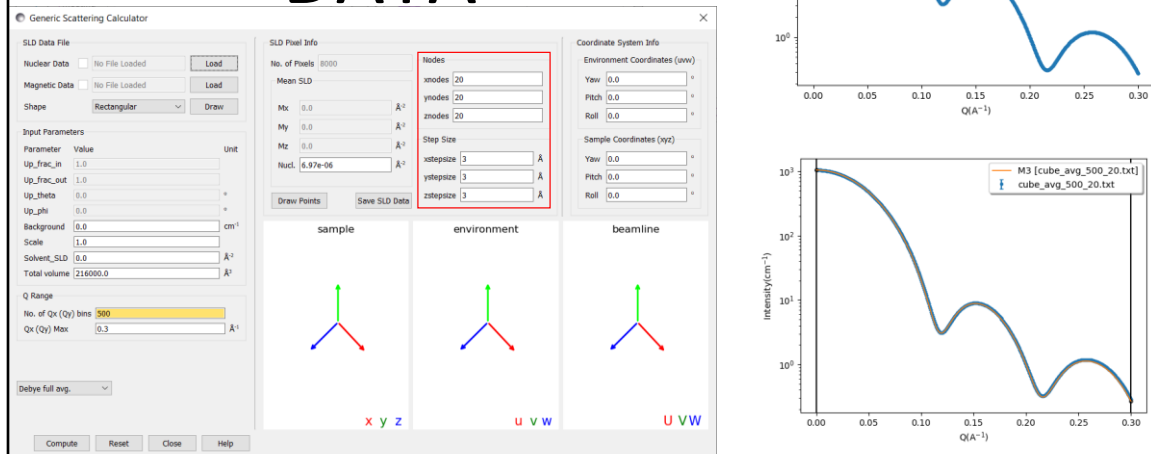 DATA
Generic Scattering Calculator
SLD Data File
Nuclear Data No File Loaded Load
Magnetic Data No File Loaded Load
Shape Rectangular Draw
Input Parameters
Parameter Value Unit
Up_frac_in 1.0
Up_frac_out 1.0
Up_theta 0.0 °
Up_phi 0.0 °
Background 0.0 cm⁻¹
Scale 1.0
Solvent_SLD 0.0 Å⁻²
Total volume 216000.0 Å³
Q Range
No. of Qx (Qy) bins 500
Qx (Qy) Max 0.3 Å⁻¹
Debye full avg.
Compute Reset Close Help
SLD Pixel Info
No. of Pixels 8000
Mean SLD
Mx 0.0 Å⁻²
My 0.0 Å⁻²
Mz 0.0 Å⁻²
Nucl. 6.97e-06 Å⁻²
Draw Points Save SLD Data
Nodes
xnodes 20
ynodes 20
znodes 20
Step Size
xstepsize 3 Å
ystepsize 3 Å
zstepsize 3 Å
Coordinate System Info
Environment Coordinates (uvw)
Yaw 0.0 °
Pitch 0.0 °
Roll 0.0 °
Sample Coordinates (xyz)
Yaw 0.0 °
Pitch 0.0 °
Roll 0.0 °
sample environment beamline
x y z u v w U V W
10⁰
0.00 0.05 0.10 0.15 0.20 0.25 0.30
Q(A⁻¹)
M3 [cube_avg_500_20.txt]
cube_avg_500_20.txt
Intensity(cm⁻¹)
10³
10²
10¹
10⁰
0.00 0.05 0.10 0.15 0.20 0.25 0.30
Q(A⁻¹)